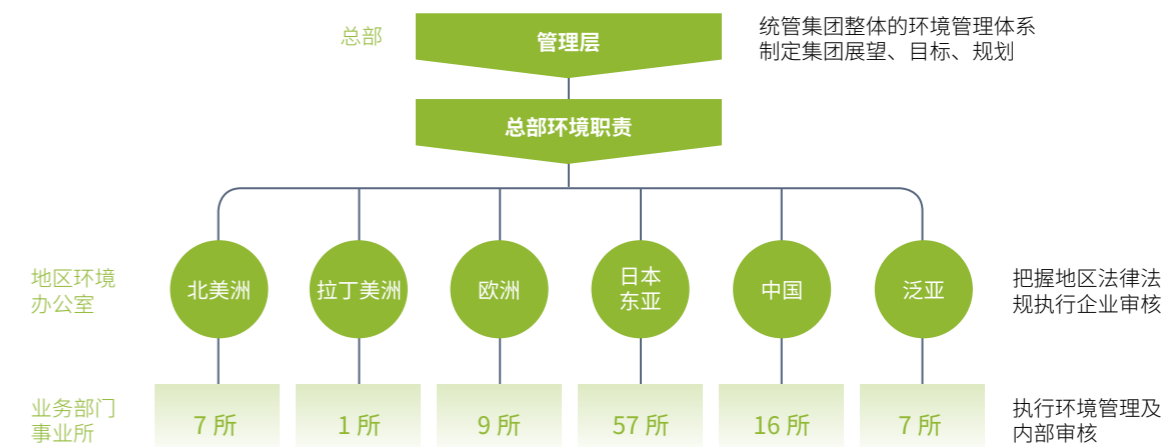 总部
管理层
统管集团整体的环境管理体系
制定集团展望、目标、规划
总部环境职责
地区环境
办公室
北美洲
拉丁美洲
欧洲
日本
东亚
中国
泛亚
把握地区法律法
规执行企业审核
业务部门
事业所
7 所
1 所
9 所
57 所
16 所
7 所
执行环境管理及
内部审核